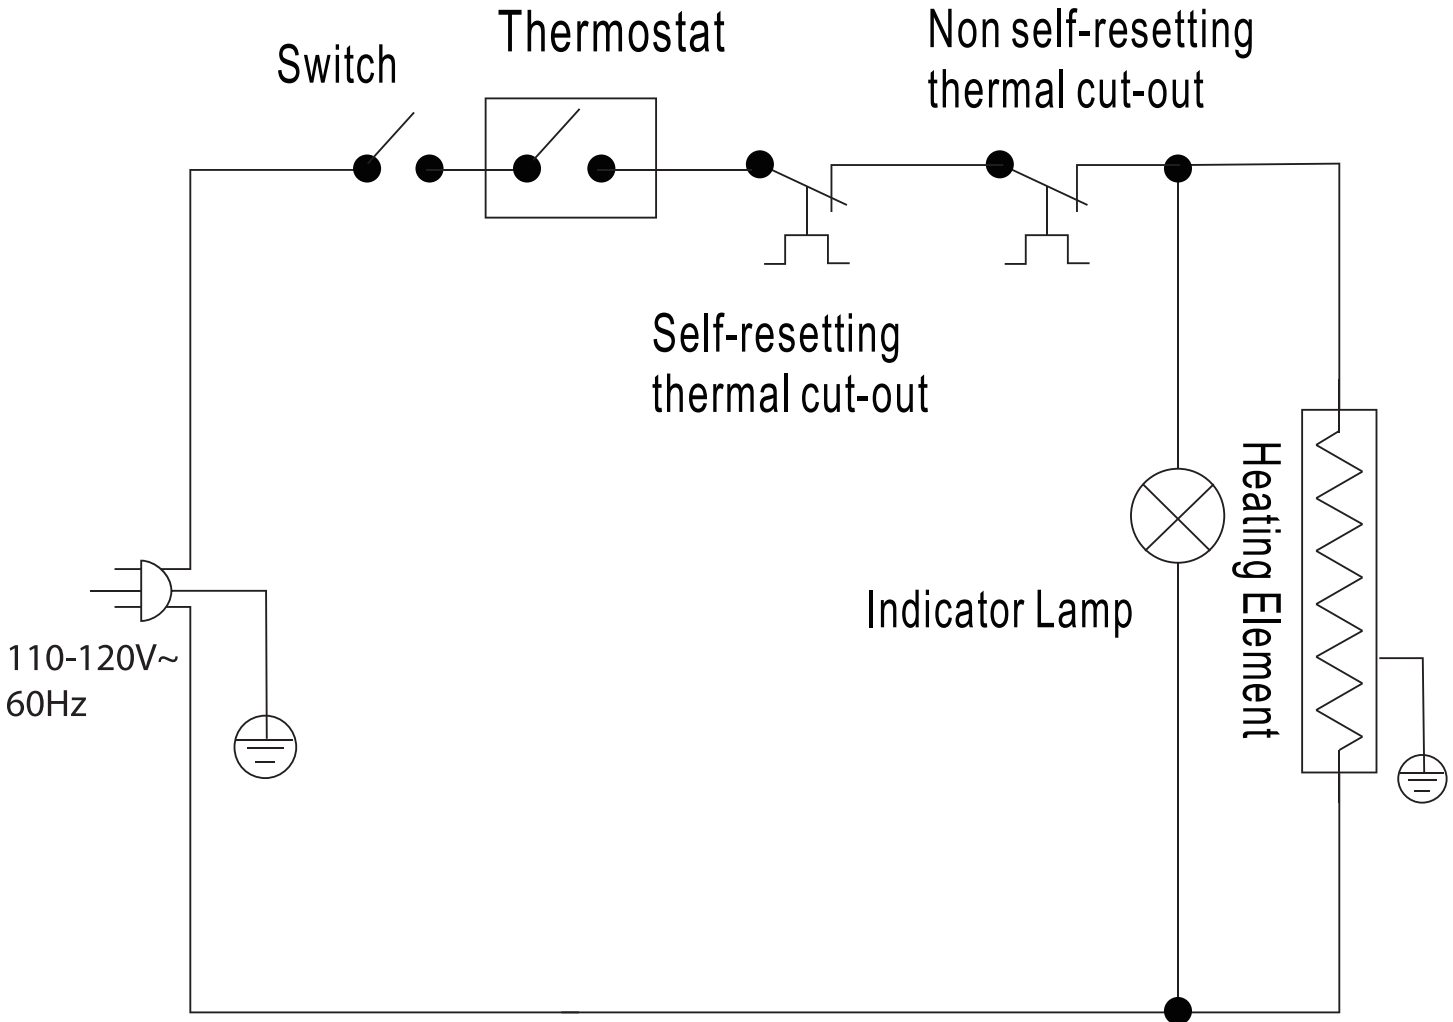 Switch
Thermostat
Non self-resetting
thermal cut-out
Self-resetting
thermal cut-out
Indicator Lamp
Heating Element
110-120V~
60Hz